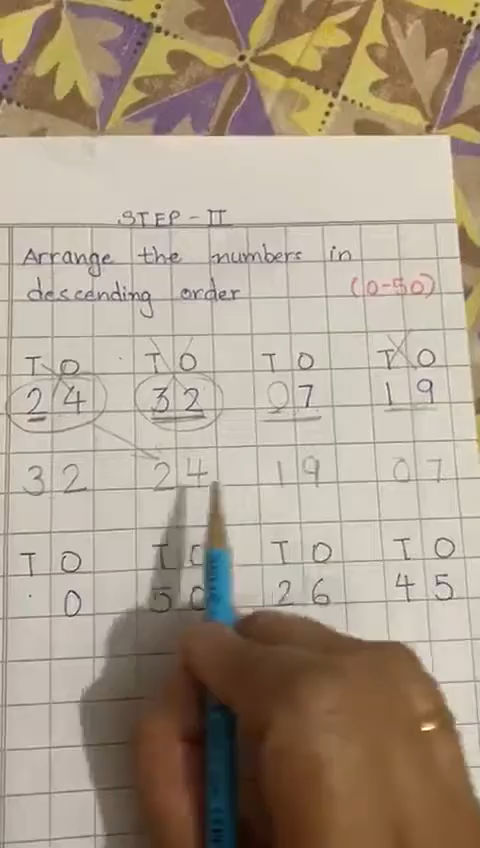 STEP - II
Arrange the numbers in
descending order (0-50)
T O T O T O T O
2 4 3 2 0 7 1 9
3 2 2 4 1 9 0 7
T O T O T O T O
0 5 0 2 6 4 5